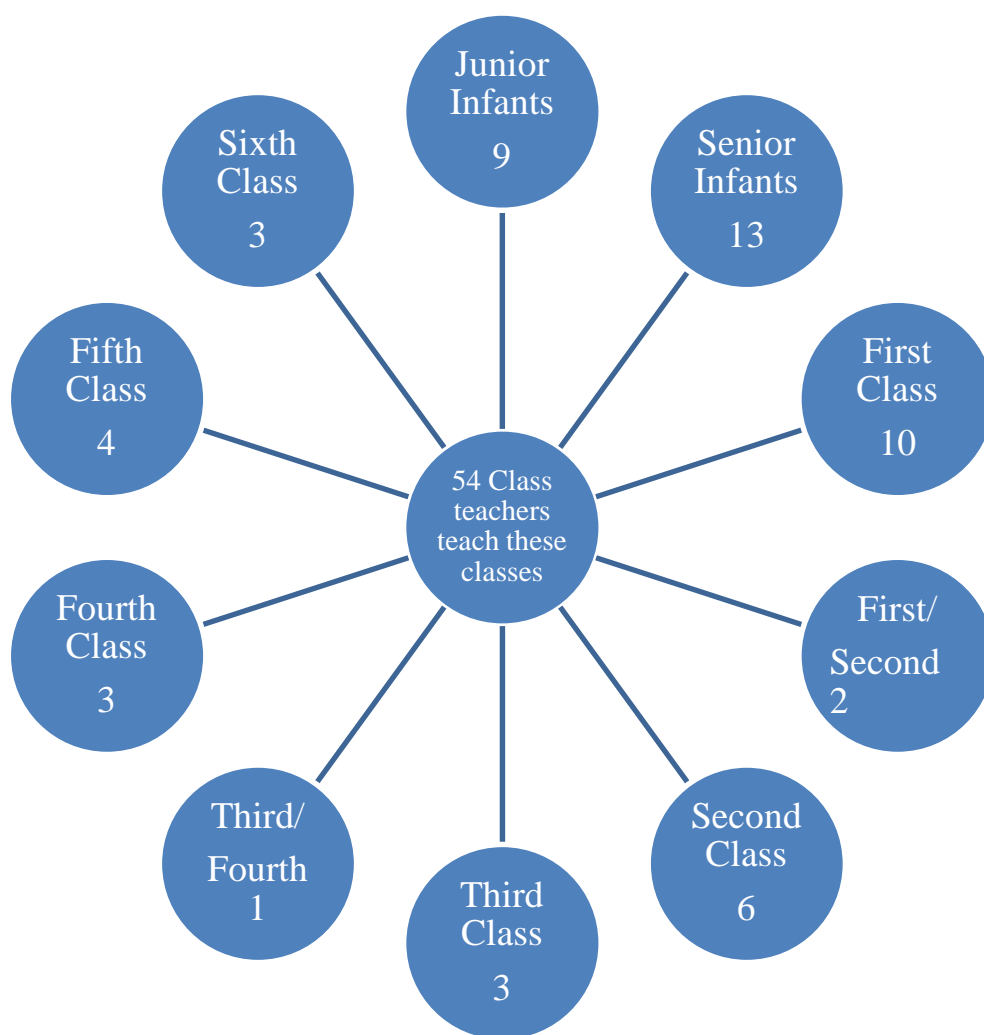 Junior
Infants
9
Senior
Infants
13
First
Class
10
First/
Second
2
Second
Class
6
Third
Class
3
Third/
Fourth
1
Fourth
Class
3
Fifth
Class
4
Sixth
Class
3
54 Class
teachers
teach these
classes